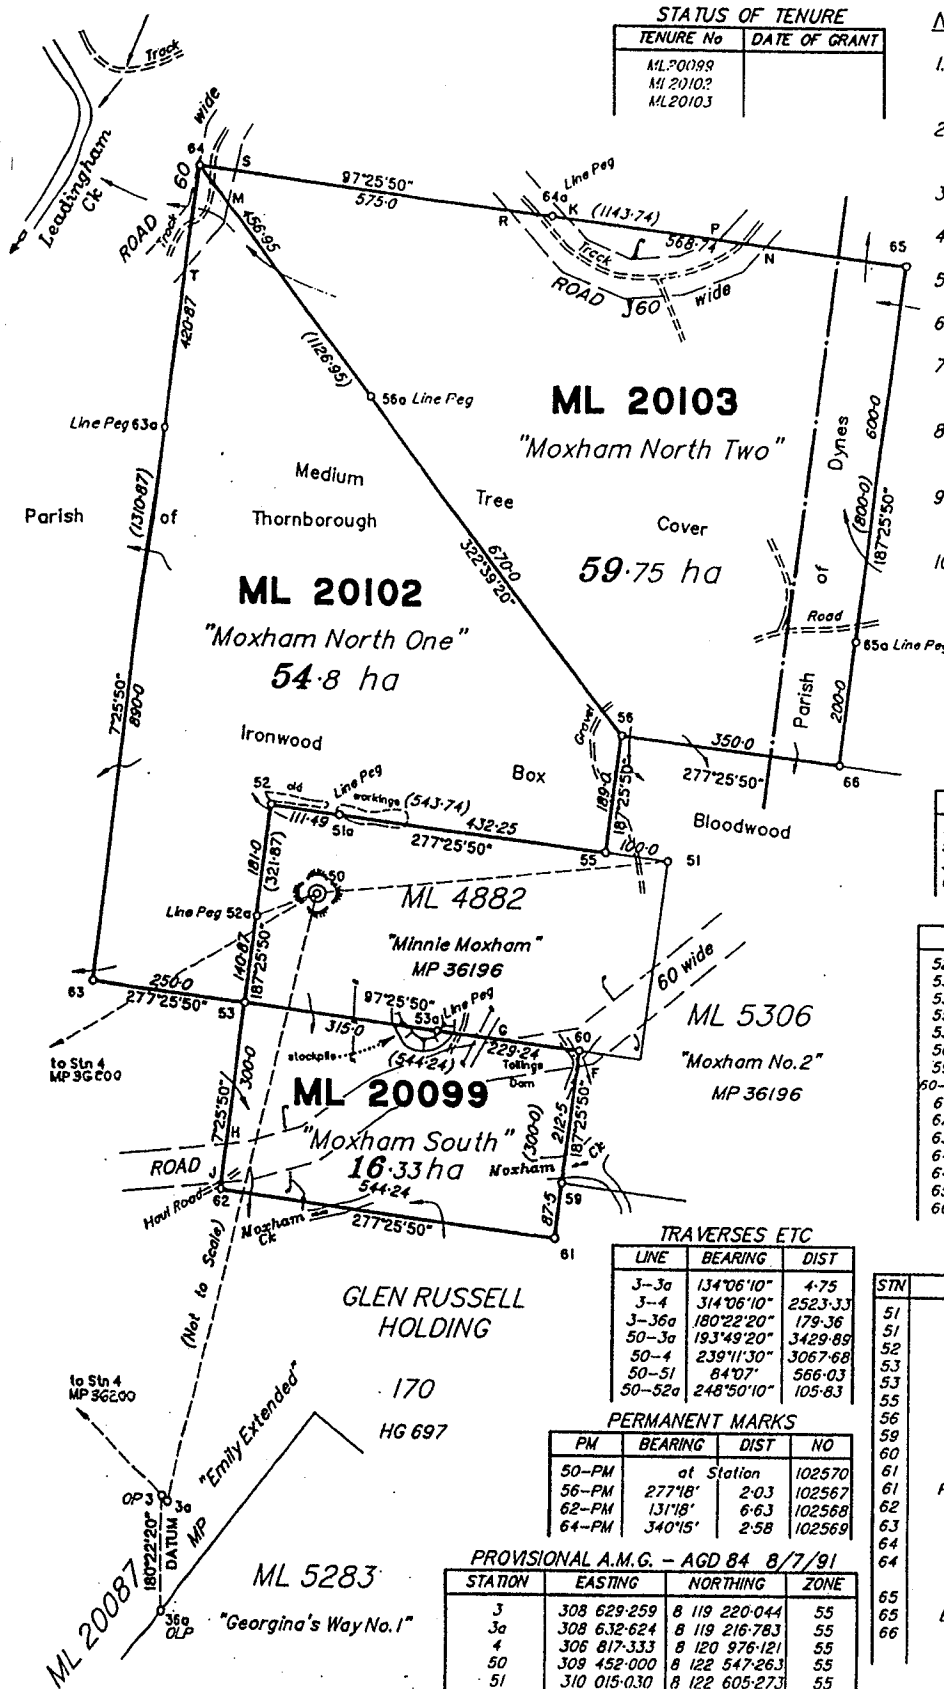 STATUS OF TENURE
TENURE No DATE OF GRANT
ML20099
ML20102
ML20103
N
1.
2
3
4
5
6
7
8
9
10
Track
Leadingham
Ck
64
60 wide
ROAD
Track
S
M
T
97°25'50"
575·0
456·95
420·87
Line Peg
64a
R
K
(1143·74)
P
568·74
N
Track
ROAD
60 wide
65
(1126·95)
56a Line Peg
ML 20103
"Moxham North Two"
Line Peg 63a
Medium
Tree
Cover
Parish of Thornborough
(1310·87)
670·0
322°39'20"
59·75 ha
Parish of Dynes
600·0
(800·0)
187°25'50"
Road
65a Line Peg
200·0
ML 20102
"Moxham North One"
54·8 ha
7°25'50"
890·0
Ironwood
Box
Gravel
56
350·0
277°25'50"
66
189·0
187°25'50"
Bloodwood
52
old
workings
Line Peg
111·49
51a
(543·74)
432·25
277°25'50"
55
100·0
51
181·0
(321·87)
50
Line Peg 52a
140·87
187°25'50"
ML 4882
"Minnie Moxham"
MP 36196
60 wide
ML 5306
"Moxham No.2"
MP 36196
63
250·0
277°25'50"
53
to Stn 4
MP 36200
97°25'50"
315·0
53a
Line Peg
stockpile
(544·24)
G
229·24
60
Tailings
Dam
F
ML 20099
"Moxham South"
16·33 ha
300·0
7°25'50"
(300·0)
212·5
187°25'50"
Moxham Ck
H
ROAD
J
62
Haul Road
Moxham
Ck
544·24
277°25'50"
59
87·5
61
(Not to Scale)
GLEN RUSSELL
HOLDING
170
HG 697
to Stn 4
MP 36200
"Emily Extended"
OP 3
3a
180°22'20"
DATUM
MP
ML 20087
36a
OLP
ML 5283
"Georgina's Way No.1"
TRAVERSES ETC
LINE BEARING DIST
3-3a 134°06'10" 4·75
3-4 314°06'10" 2523·33
3-36a 180°22'20" 179·36
50-3a 193°49'20" 3429·89
50-4 239°11'30" 3067·68
50-51 84°07' 566·03
50-52a 248°50'10" 105·83
PERMANENT MARKS
PM BEARING DIST NO
50-PM at Station 102570
56-PM 277°18' 2·03 102567
62-PM 131°18' 6·63 102568
64-PM 340°15' 2·58 102569
PROVISIONAL A.M.G. - AGD 84 8/7/91
STATION EASTING NORTHING ZONE
3 308 629·259 8 119 220·044 55
3a 308 632·624 8 119 216·783 55
4 306 817·333 8 120 976·121 55
50 309 452·000 8 122 547·263 55
51 310 015·030 8 122 605·273 55
STN
51
51
52
53
53
55
56
59
60
61
61
62
63
64
64
65
65
66